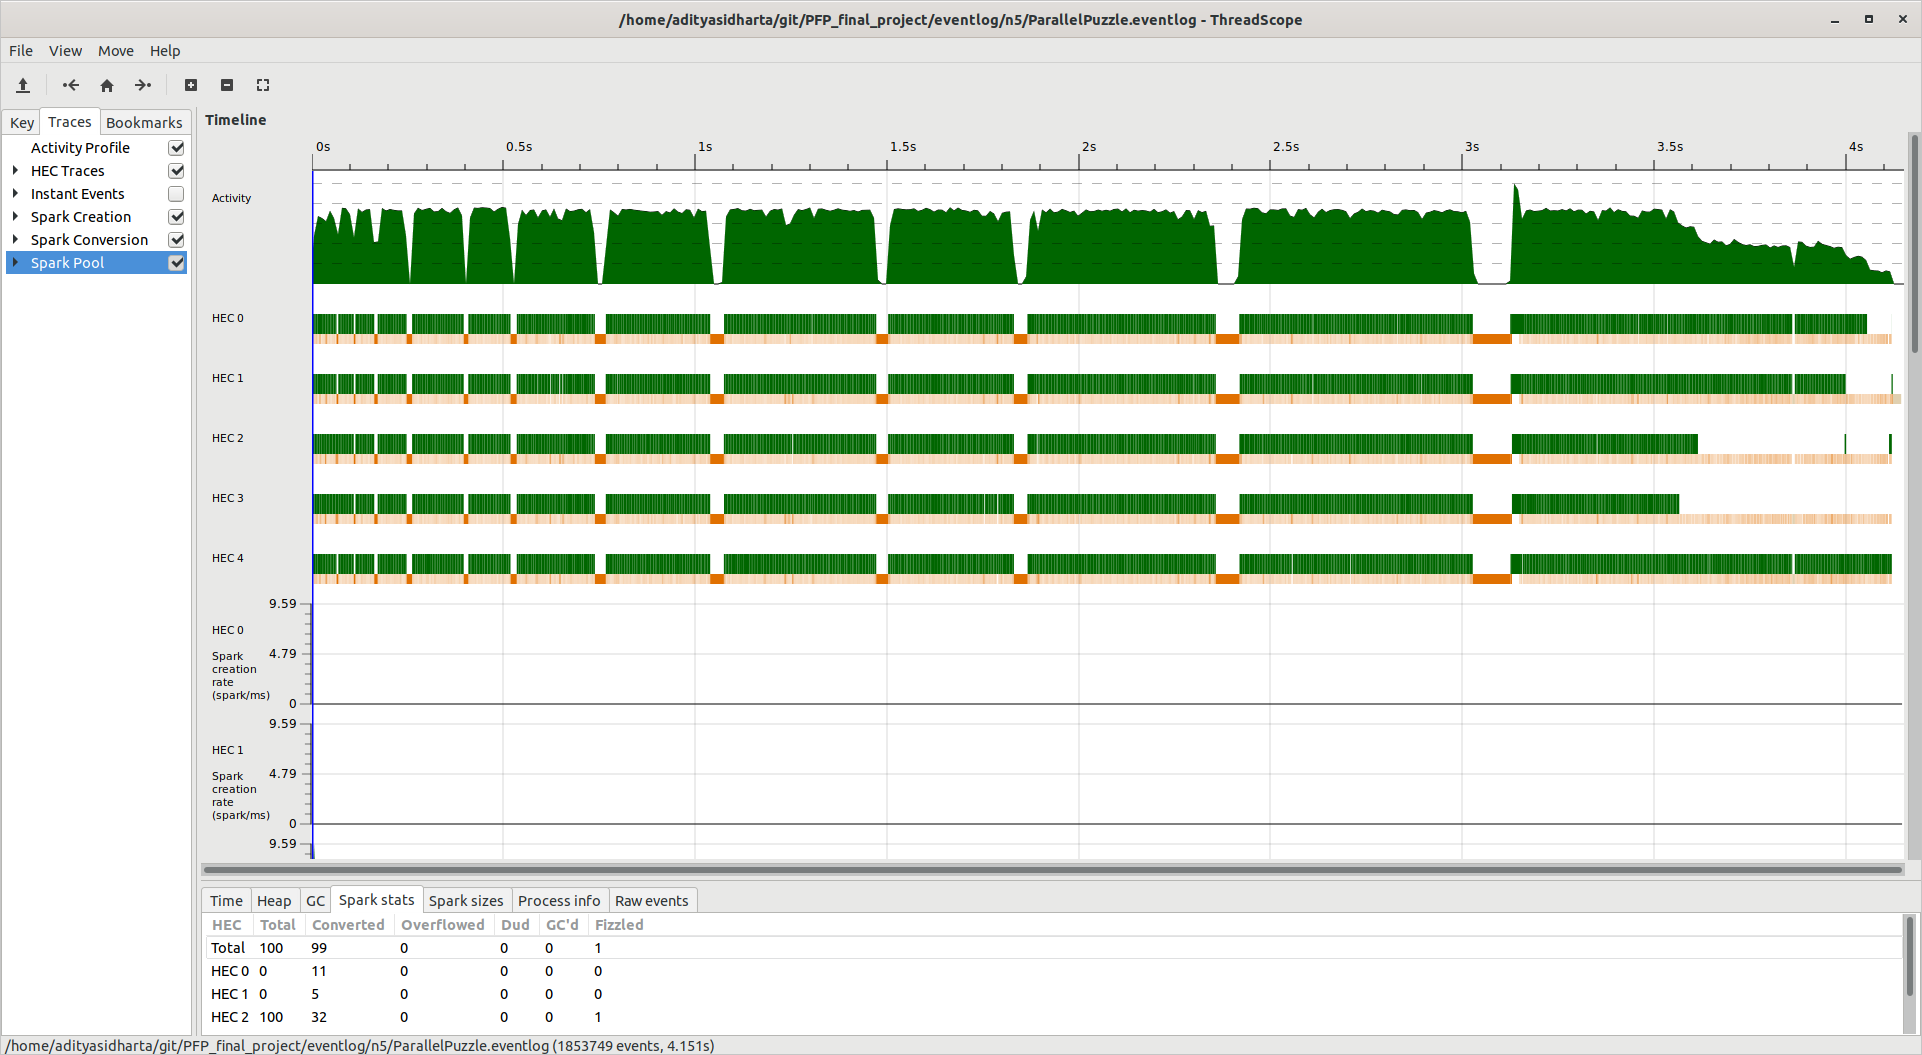 /home/adityasidharta/git/PFP_final_project/eventlog/n5/ParallelPuzzle.eventlog - ThreadScope
File View Move Help
Key Traces Bookmarks
Activity Profile
HEC Traces
Instant Events
Spark Creation
Spark Conversion
Spark Pool
Timeline
0s 0.5s 1s 1.5s 2s 2.5s 3s 3.5s 4s
Activity
HEC 0
HEC 1
HEC 2
HEC 3
HEC 4
9.59
HEC 0
Spark 4.79
creation
rate
(spark/ms)
0
9.59
HEC 1
Spark 4.79
creation
rate
(spark/ms)
0
9.59
Time Heap GC Spark stats Spark sizes Process info Raw events
HEC Total Converted Overflowed Dud GC'd Fizzled
Total 100 99 0 0 0 1
HEC 0 0 11 0 0 0 0
HEC 1 0 5 0 0 0 0
HEC 2 100 32 0 0 0 1
/home/adityasidharta/git/PFP_final_project/eventlog/n5/ParallelPuzzle.eventlog (1853749 events, 4.151s)